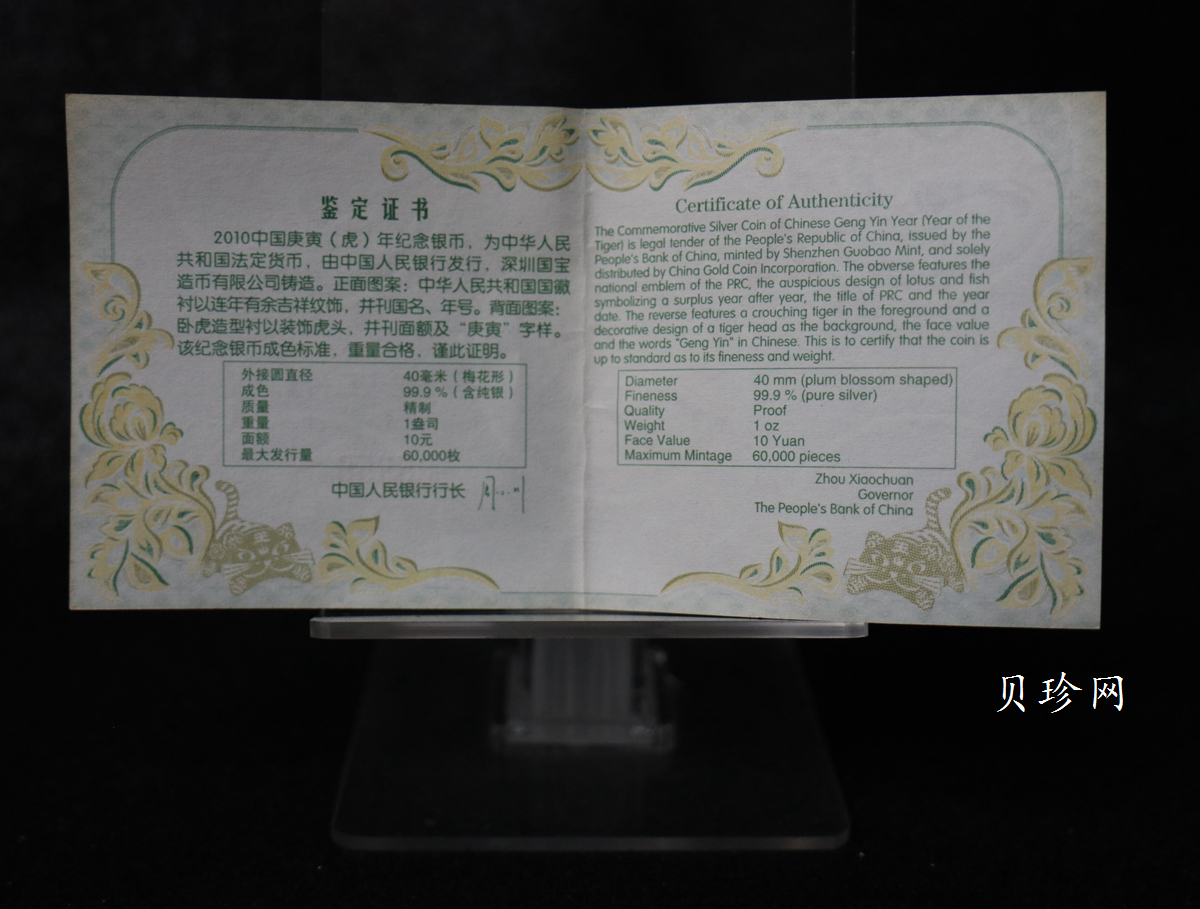 鉴定证书
2010中国庚寅（虎）年纪念银币，为中华人民
共和国法定货币，由中国人民银行发行，深圳国宝
造币有限公司铸造。正面图案：中华人民共和国国徽
衬以连年有余吉祥纹饰，并刊国名、年号。背面图案：
卧虎造型衬以装饰虎头，并刊面额及“庚寅”字样。
该纪念银币成色标准，重量合格，谨此证明。
外接圆直径 40毫米（梅花形）
成色 99.9 %（含纯银）
质量 精制
重量 1盎司
面额 10元
最大发行量 60,000枚
中国人民银行行长
Certificate of Authenticity
The Commemorative Silver Coin of Chinese Geng Yin Year (Year of the
Tiger) is legal tender of the People's Republic of China, issued by the
People's Bank of China, minted by Shenzhen Guobao Mint, and solely
distributed by China Gold Coin Incorporation. The obverse features the
national emblem of the PRC, the auspicious design of lotus and fish
symbolizing a surplus year after year, the title of PRC and the year
date. The reverse features a crouching tiger in the foreground and a
decorative design of a tiger head as the background, the face value
and the words “Geng Yin” in Chinese. This is to certify that the coin is
up to standard as to its fineness and weight.
Diameter 40 mm (plum blossom shaped)
Fineness 99.9 % (pure silver)
Quality Proof
Weight 1 oz
Face Value 10 Yuan
Maximum Mintage 60,000 pieces
Zhou Xiaochuan
Governor
The People's Bank of China
贝珍网